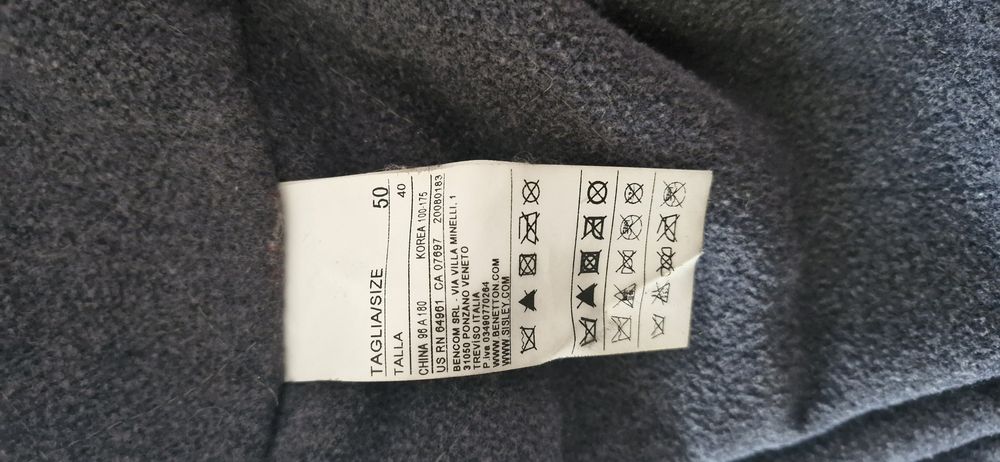 TAGLIA/SIZE 50
TALLA 40
CHINA 96 A 180 KOREA 100-175
US RN 64961 CA 07697 20080183
BENCOM SRL - VIA VILLA MINELLI, 1
31050 PONZANO VENETO
TREVISO ITALIA
P. iva 03490770264
WWW.BENETTON.COM
WWW.SISLEY.COM